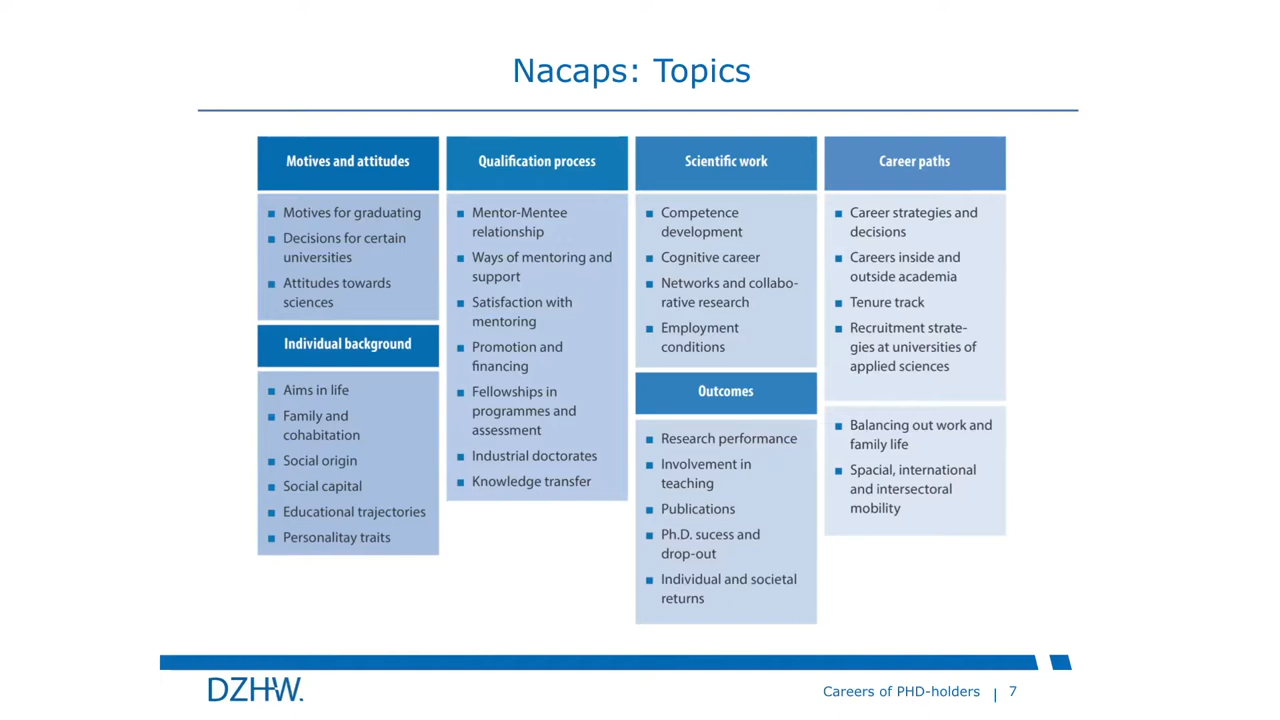 Nacaps: Topics
Motives and attitudes
Motives for graduating
Decisions for certain
universities
Attitudes towards
sciences
Individual background
Aims in life
Family and
cohabitation
Social origin
Social capital
Educational trajectories
Personalitay traits
Qualification process
Mentor-Mentee
relationship
Ways of mentoring and
support
Satisfaction with
mentoring
Promotion and
financing
Fellowships in
programmes and
assessment
Industrial doctorates
Knowledge transfer
Scientific work
Competence
development
Cognitive career
Networks and collabo-
rative research
Employment
conditions
Outcomes
Research performance
Involvement in
teaching
Publications
Ph.D. sucess and
drop-out
Individual and societal
returns
Career paths
Career strategies and
decisions
Careers inside and
outside academia
Tenure track
Recruitment strate-
gies at universities of
applied sciences
Balancing out work and
family life
Spacial, international
and intersectoral
mobility
DZHW.
Careers of PHD-holders | 7